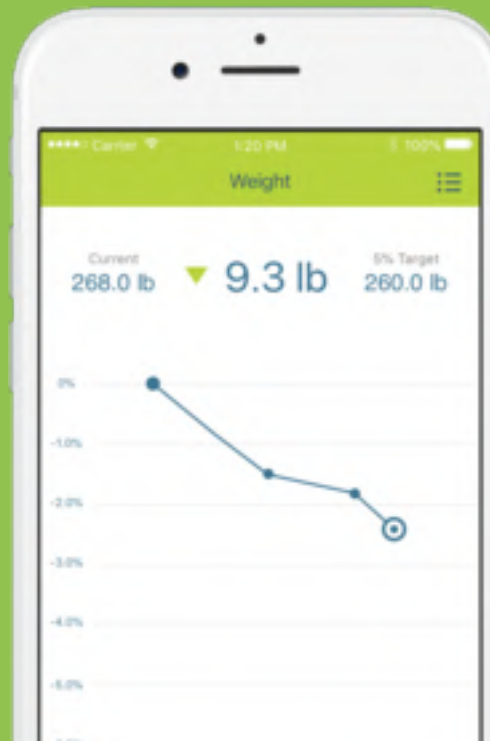 Carrier 1:20 PM 100%
Weight
Current 5% Target
268.0 lb 9.3 lb 260.0 lb
0%
-1.0%
-2.0%
-3.0%
-4.0%
-5.0%